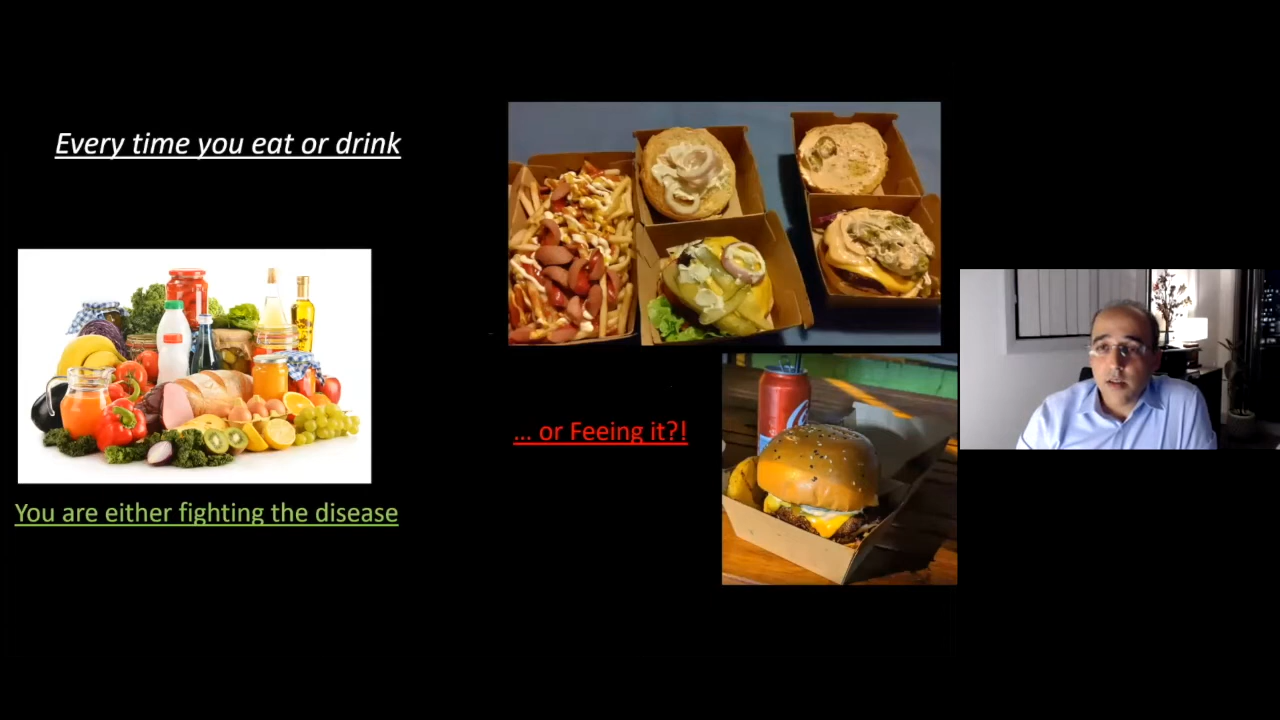 Every time you eat or drink
... or Feeing it?!
You are either fighting the disease